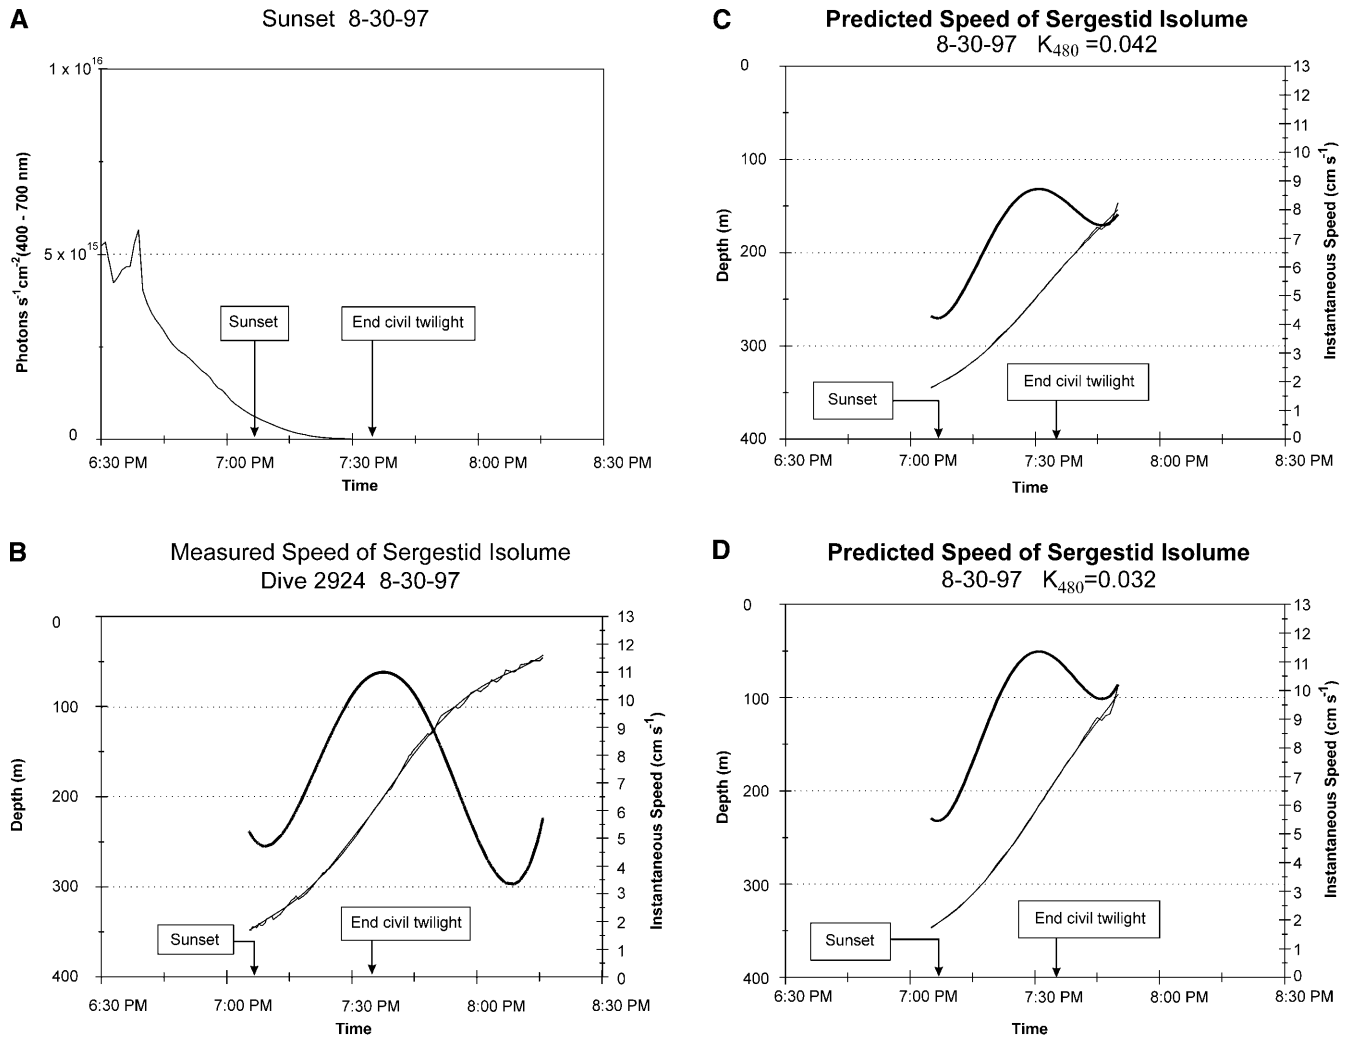 A
Sunset 8-30-97
1 x 10^16
5 x 10^15
0
Photons s^-1cm^-2(400 - 700 nm)
Sunset
End civil twilight
6:30 PM 7:00 PM 7:30 PM 8:00 PM 8:30 PM
Time
B
Measured Speed of Sergestid Isolume
Dive 2924 8-30-97
0
100
200
300
400
Depth (m)
13
12
11
10
9
8
7
6
5
4
3
2
1
0
Instantaneous Speed (cm s^-1)
Sunset
End civil twilight
6:30 PM 7:00 PM 7:30 PM 8:00 PM 8:30 PM
Time
C
Predicted Speed of Sergestid Isolume
8-30-97 K480 =0.042
0
100
200
300
400
Depth (m)
13
12
11
10
9
8
7
6
5
4
3
2
1
0
Instantaneous Speed (cm s^-1)
Sunset
End civil twilight
6:30 PM 7:00 PM 7:30 PM 8:00 PM 8:30 PM
Time
D
Predicted Speed of Sergestid Isolume
8-30-97 K480=0.032
0
100
200
300
400
Depth (m)
13
12
11
10
9
8
7
6
5
4
3
2
1
0
Instantaneous Speed (cm s^-1)
Sunset
End civil twilight
6:30 PM 7:00 PM 7:30 PM 8:00 PM 8:30 PM
Time